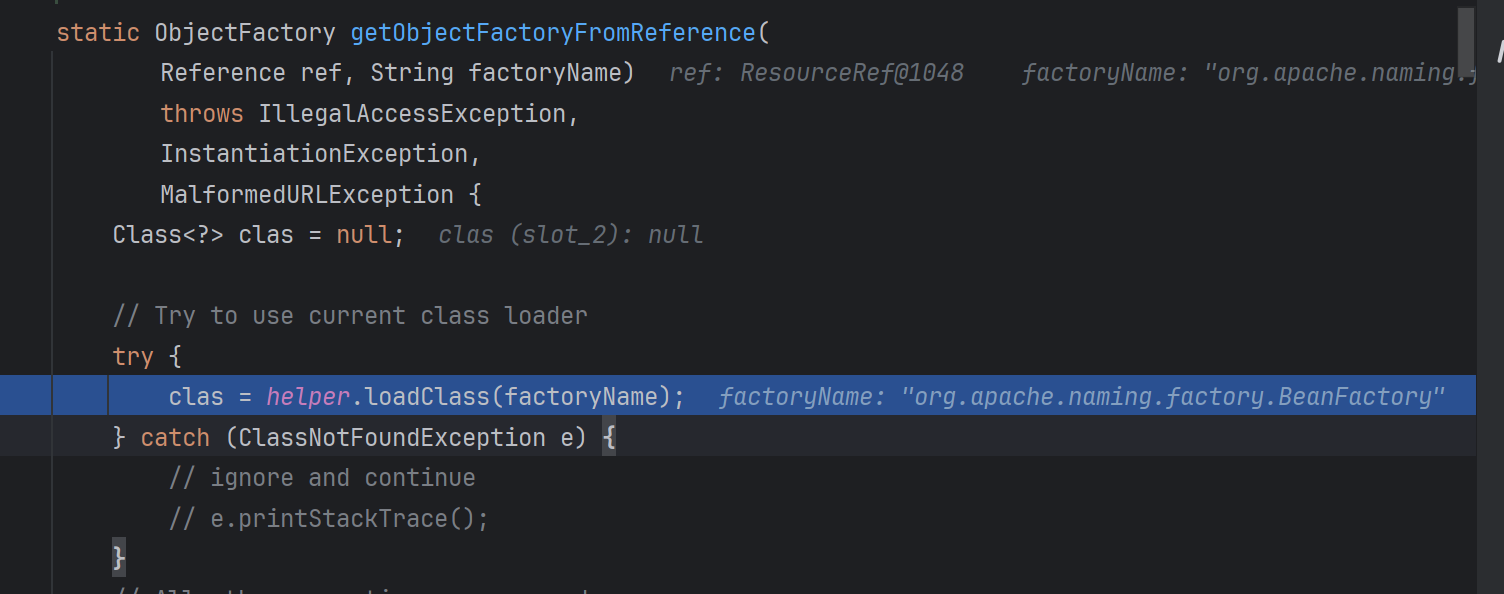 static ObjectFactory getObjectFactoryFromReference(
Reference ref, String factoryName) ref: ResourceRef@1048 factoryName: "org.apache.naming.f
throws IllegalAccessException,
InstantiationException,
MalformedURLException {
Class<?> clas = null; clas (slot_2): null
// Try to use current class loader
try {
clas = helper.loadClass(factoryName); factoryName: "org.apache.naming.factory.BeanFactory"
} catch (ClassNotFoundException e) {
// ignore and continue
// e.printStackTrace();
}